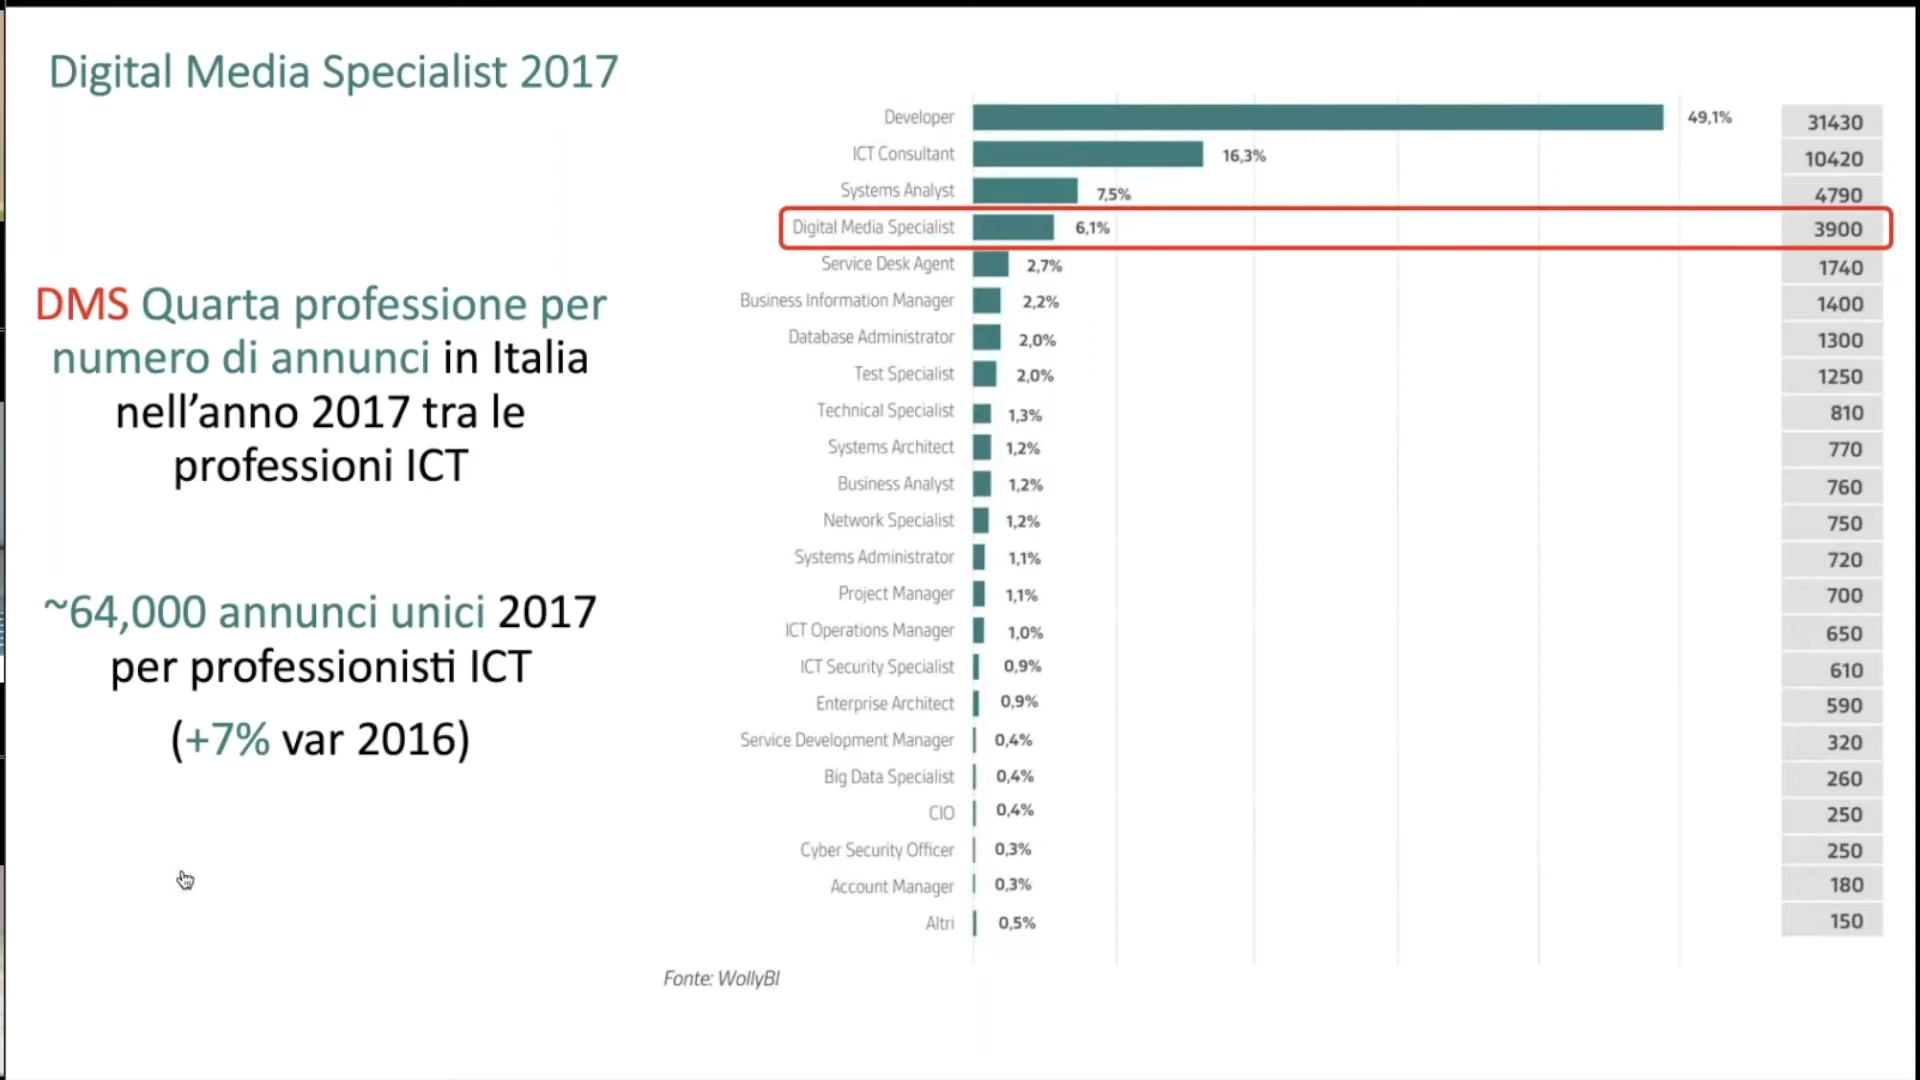 Digital Media Specialist 2017
DMS Quarta professione per
numero di annunci in Italia
nell’anno 2017 tra le
professioni ICT
~64,000 annunci unici 2017
per professionisti ICT
(+7% var 2016)
Developer 49,1% 31430
ICT Consultant 16,3% 10420
Systems Analyst 7,5% 4790
Digital Media Specialist 6,1% 3900
Service Desk Agent 2,7% 1740
Business Information Manager 2,2% 1400
Database Administrator 2,0% 1300
Test Specialist 2,0% 1250
Technical Specialist 1,3% 810
Systems Architect 1,2% 770
Business Analyst 1,2% 760
Network Specialist 1,2% 750
Systems Administrator 1,1% 720
Project Manager 1,1% 700
ICT Operations Manager 1,0% 650
ICT Security Specialist 0,9% 610
Enterprise Architect 0,9% 590
Service Development Manager 0,4% 320
Big Data Specialist 0,4% 260
CIO 0,4% 250
Cyber Security Officer 0,3% 250
Account Manager 0,3% 180
Altri 0,5% 150
Fonte: WollyBI